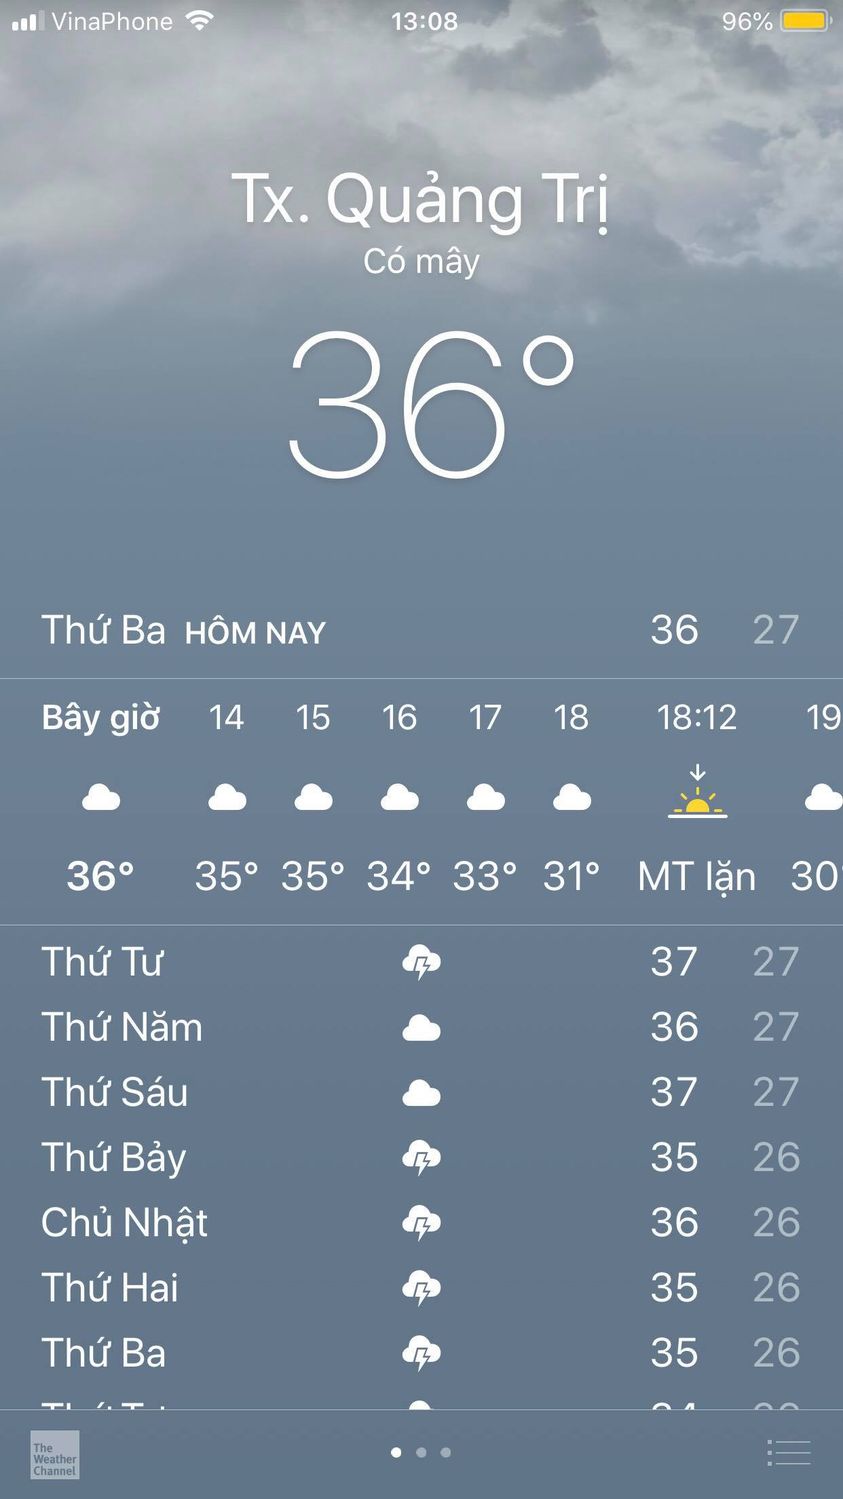 VinaPhone 13:08 96%
Tx. Quảng Trị
Có mây
36°
Thứ Ba HÔM NAY 36 27
Bây giờ 14 15 16 17 18 18:12 19
36° 35° 35° 34° 33° 31° MT lặn 30°
Thứ Tư 37 27
Thứ Năm 36 27
Thứ Sáu 37 27
Thứ Bảy 35 26
Chủ Nhật 36 26
Thứ Hai 35 26
Thứ Ba 35 26
The
Weather
Channel